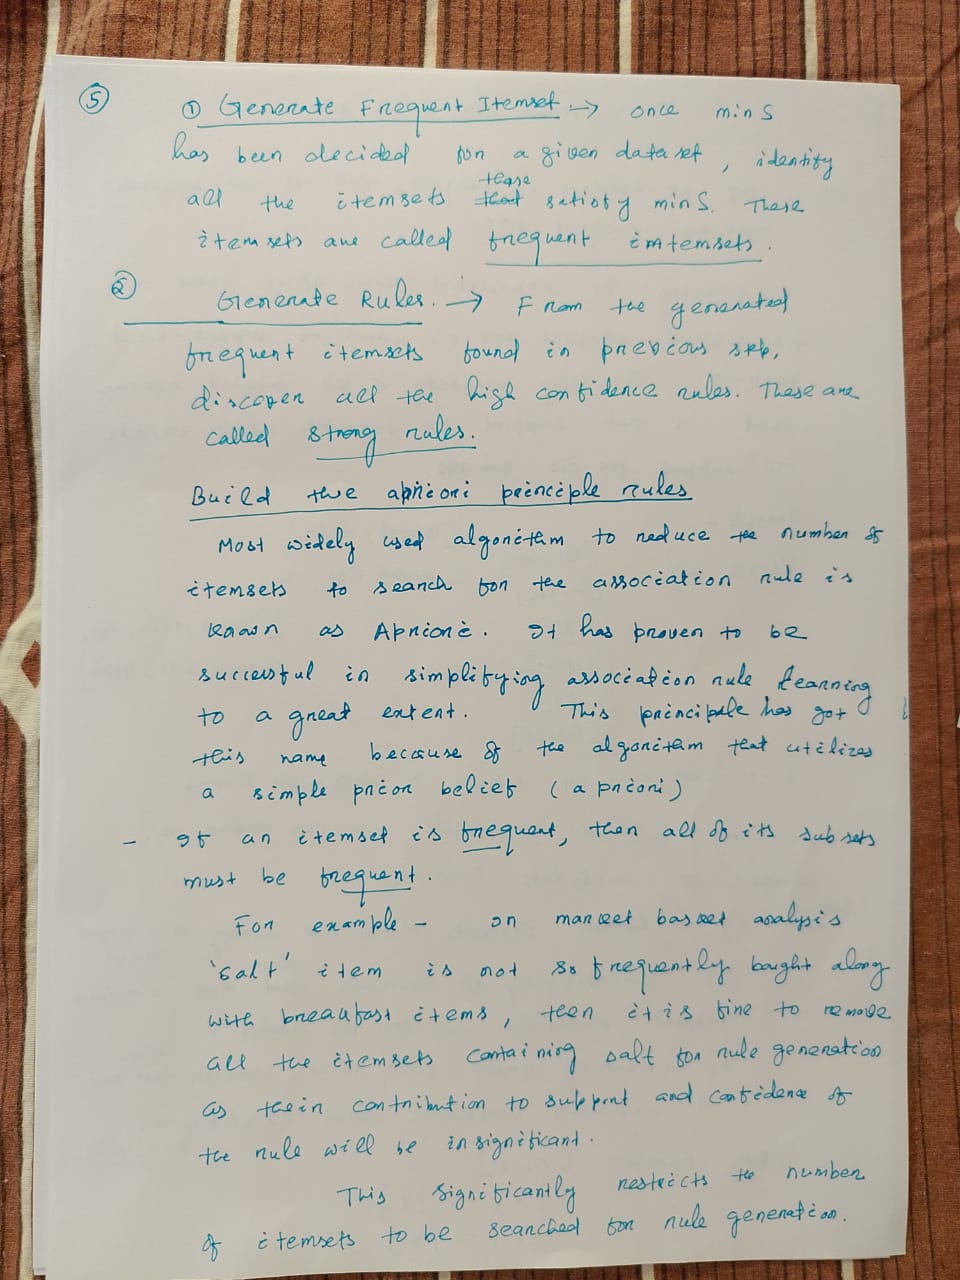 ⑤ ① Generate Frequent Itemset → once minS
has been decided for a given data set, identify
all the itemsets those satisfy minS. These
itemsets are called frequent imtemsets.
② Generate Rules. → From the generated
frequent itemsets found in previous step,
discover all the high confidence rules. These are
called strong rules.
Build the apriori principle rules
Most widely used algorithm to reduce the number of
itemsets to search for the association rule is
known as Apriori. It has proven to be
successful in simplifying association rule learning
to a great extent. This principle has got
this name because of the algorithm that utilizes
a simple prior belief (a priori)
- If an itemset is frequent, then all of its subsets
must be frequent.
For example - on market basket analysis
'salt' item is not so frequently bought along
with breakfast items, then it is fine to remove
all the itemsets containing salt for rule generation
as their contribution to support and confidence of
the rule will be insignificant.
This significantly restricts the number
of itemsets to be searched for rule generation.